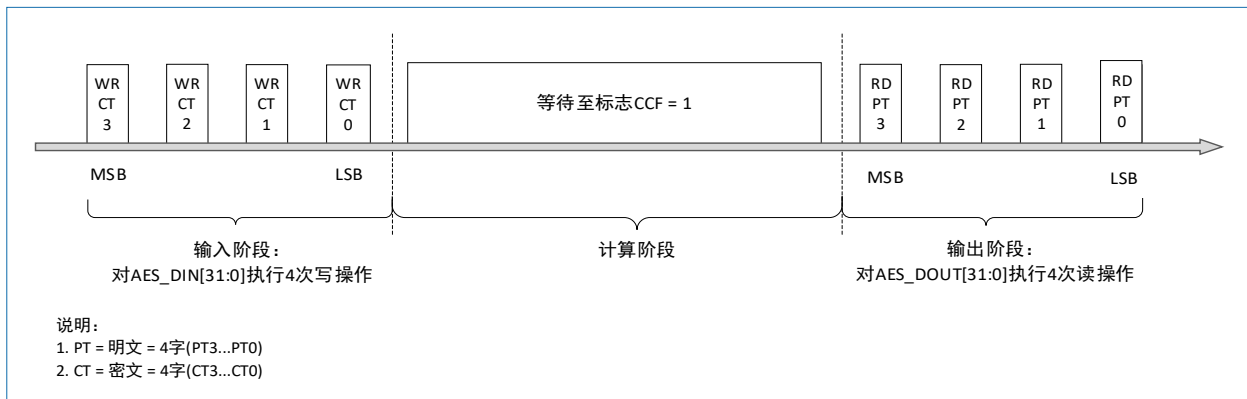 WR CT 3
WR CT 2
WR CT 1
WR CT 0
等待至标志CCF = 1
RD PT 3
RD PT 2
RD PT 1
RD PT 0
MSB
LSB
MSB
LSB
输入阶段：
对AES_DIN[31:0]执行4次写操作
计算阶段
输出阶段：
对AES_DOUT[31:0]执行4次读操作
说明：
1. PT = 明文 = 4字(PT3...PT0)
2. CT = 密文 = 4字(CT3...CT0)